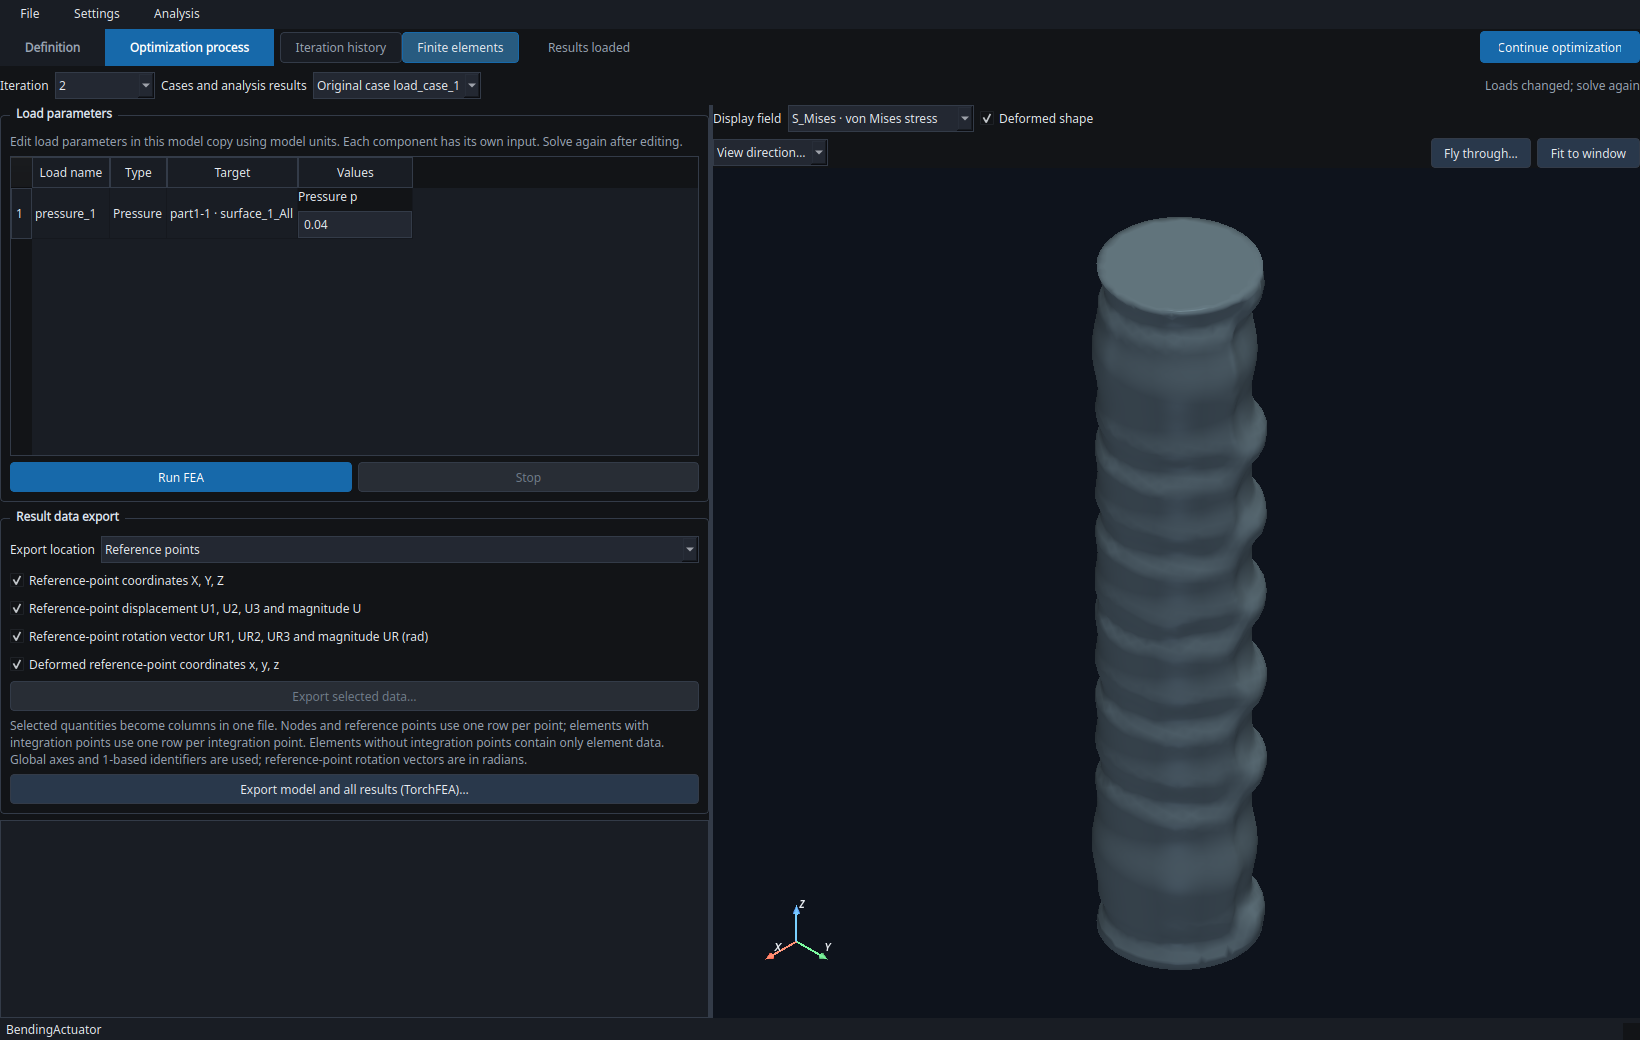 File Settings Analysis
Definition Optimization process Iteration history Finite elements Results loaded Continue optimization
Iteration 2 Cases and analysis results Original case load_case_1 Loads changed; solve again
Load parameters
Edit load parameters in this model copy using model units. Each component has its own input. Solve again after editing.
Load name Type Target Values
1 pressure_1 Pressure part1-1 · surface_1_All Pressure p
0.04
Run FEA Stop
Result data export
Export location Reference points
Reference-point coordinates X, Y, Z
Reference-point displacement U1, U2, U3 and magnitude U
Reference-point rotation vector UR1, UR2, UR3 and magnitude UR (rad)
Deformed reference-point coordinates x, y, z
Export selected data...
Selected quantities become columns in one file. Nodes and reference points use one row per point; elements with
integration points use one row per integration point. Elements without integration points contain only element data.
Global axes and 1-based identifiers are used; reference-point rotation vectors are in radians.
Export model and all results (TorchFEA)...
Display field S_Mises · von Mises stress Deformed shape
View direction... Fly through... Fit to window
Z
X Y
BendingActuator